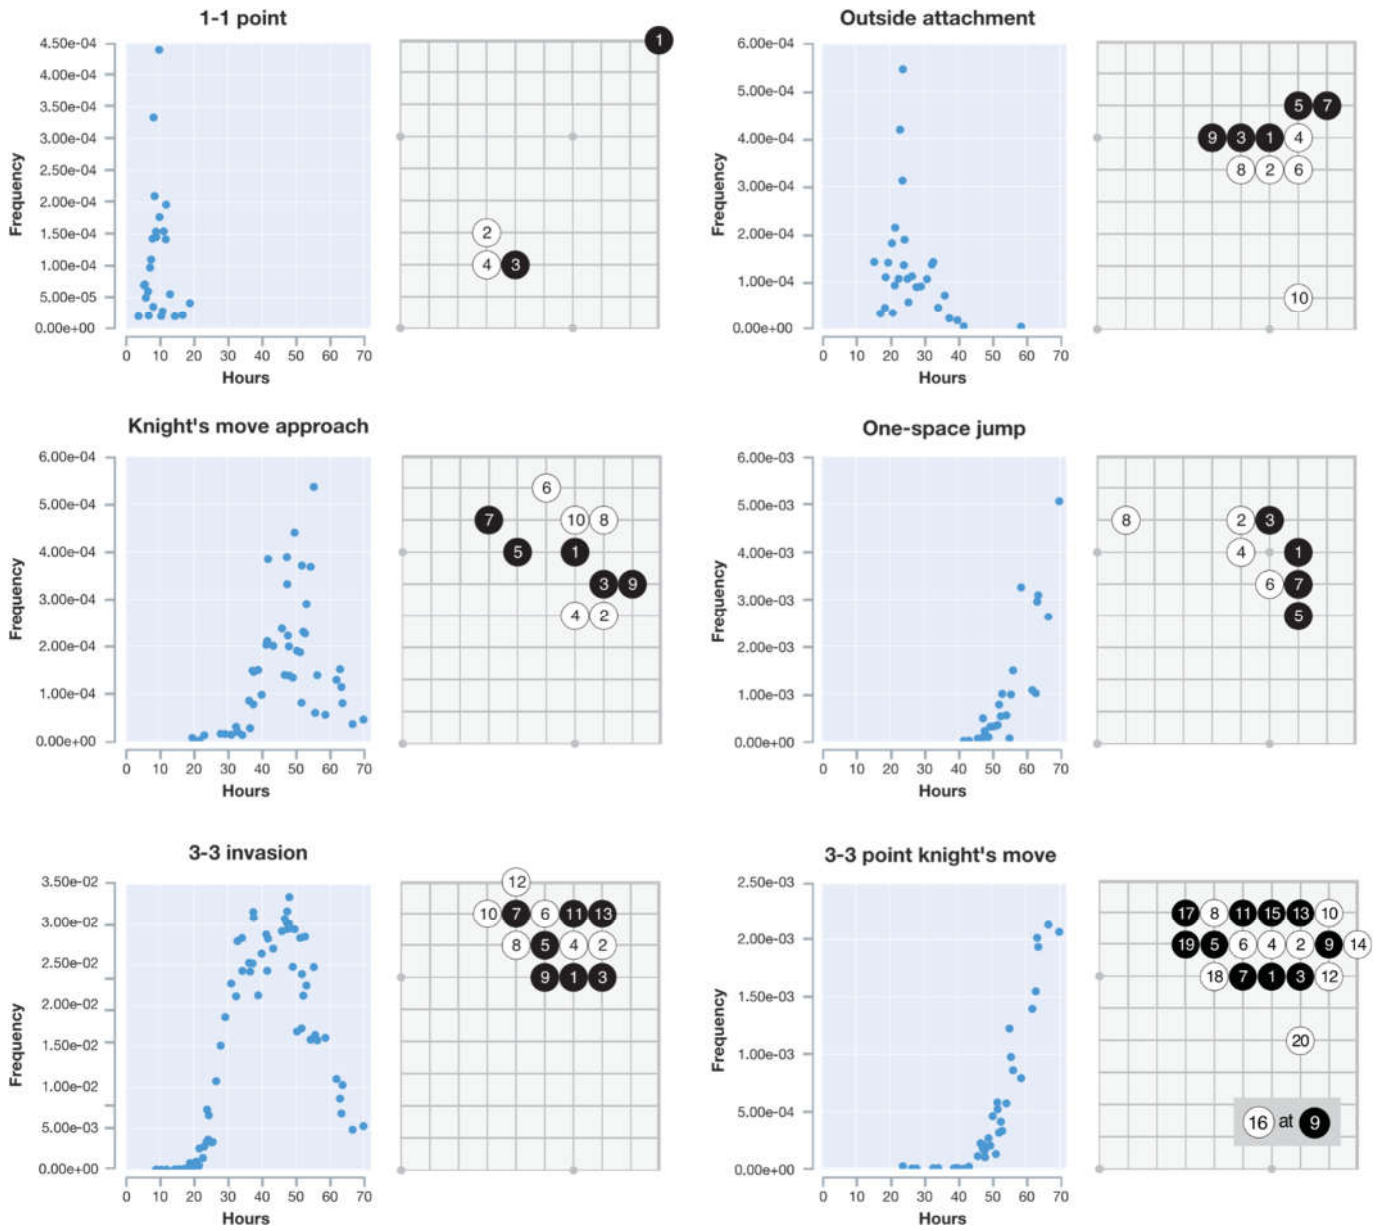 1-1 point
4.50e-04
4.00e-04
3.50e-04
3.00e-04
2.50e-04
2.00e-04
1.50e-04
1.00e-04
5.00e-05
0.00e+00
Frequency
0 10 20 30 40 50 60 70
Hours
1
2
4 3
Outside attachment
6.00e-04
5.00e-04
4.00e-04
3.00e-04
2.00e-04
1.00e-04
0.00e+00
Frequency
0 10 20 30 40 50 60 70
Hours
5 7
9 3 1 4
8 2 6
10
Knight's move approach
6.00e-04
5.00e-04
4.00e-04
3.00e-04
2.00e-04
1.00e-04
0.00e+00
Frequency
0 10 20 30 40 50 60 70
Hours
6
7 10 8
5 1
3 9
4 2
One-space jump
6.00e-03
5.00e-03
4.00e-03
3.00e-03
2.00e-03
1.00e-03
0.00e+00
Frequency
0 10 20 30 40 50 60 70
Hours
8 2 3
4 1
6 7
5
3-3 invasion
3.50e-02
3.00e-02
2.50e-02
2.00e-02
1.50e-02
1.00e-02
5.00e-03
0.00e+00
Frequency
0 10 20 30 40 50 60 70
Hours
12
10 7 6 11 13
8 5 4 2
9 1 3
3-3 point knight's move
2.50e-03
2.00e-03
1.50e-03
1.00e-03
5.00e-04
0.00e+00
Frequency
0 10 20 30 40 50 60 70
Hours
17 8 11 15 13 10
19 5 6 4 2 9 14
18 7 1 3 12
20
16 at 9